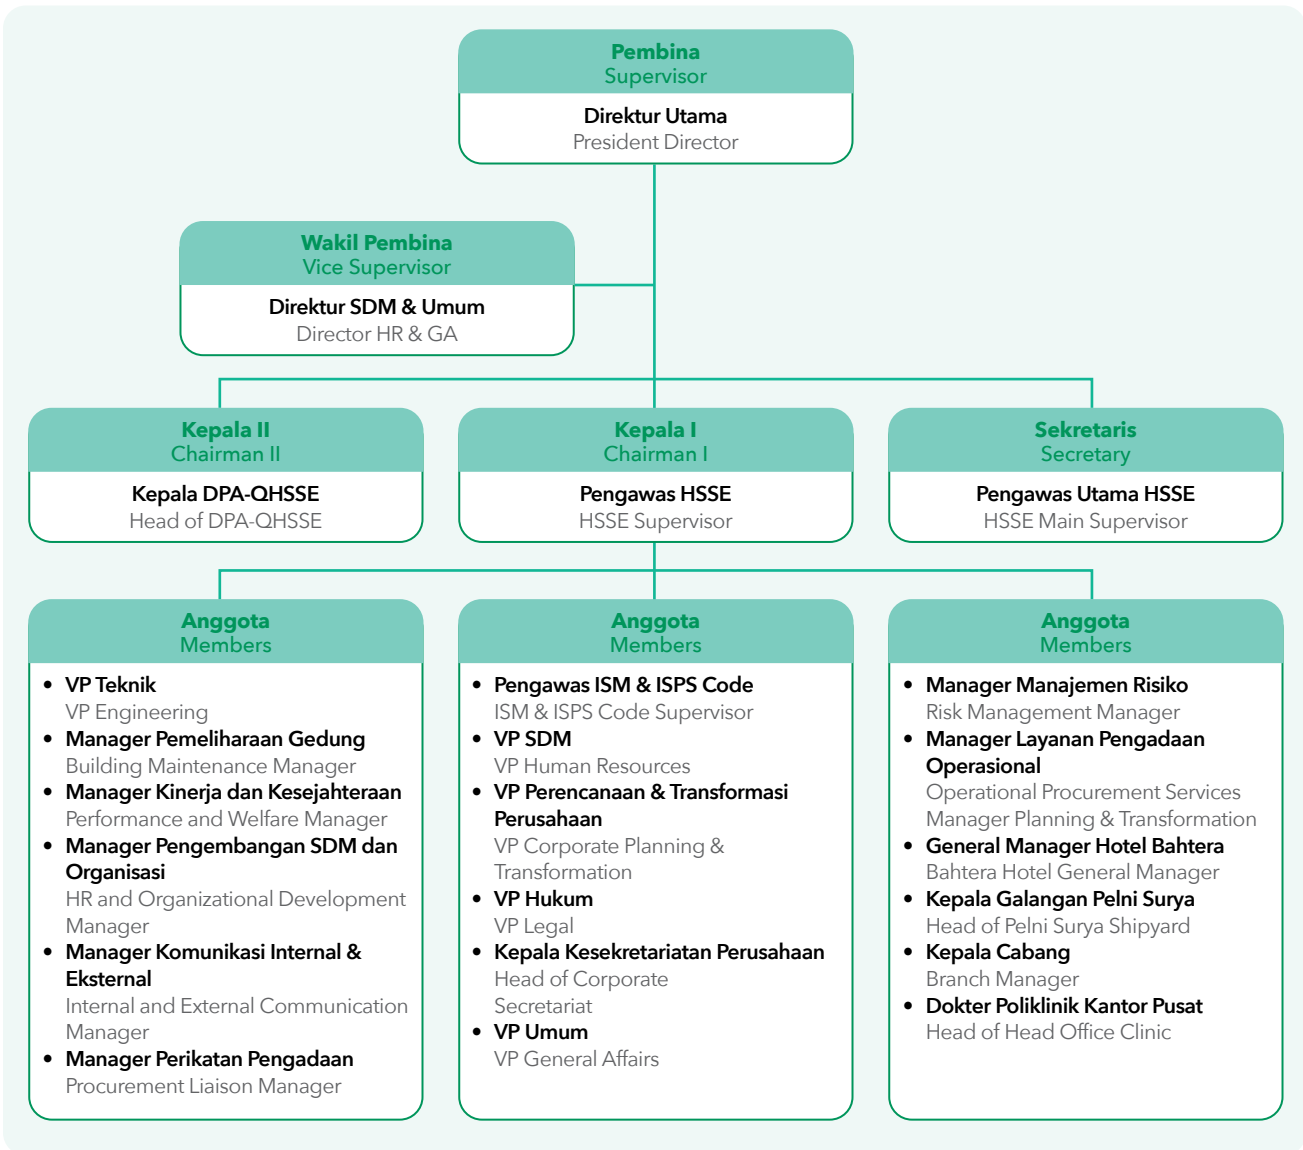 Pembina
Supervisor
Direktur Utama
President Director
Wakil Pembina
Vice Supervisor
Direktur SDM & Umum
Director HR & GA
Kepala II
Chairman II
Kepala DPA-QHSSE
Head of DPA-QHSSE
Kepala I
Chairman I
Pengawas HSSE
HSSE Supervisor
Sekretaris
Secretary
Pengawas Utama HSSE
HSSE Main Supervisor
Anggota
Members
• VP Teknik
VP Engineering
• Manager Pemeliharaan Gedung
Building Maintenance Manager
• Manager Kinerja dan Kesejahteraan
Performance and Welfare Manager
• Manager Pengembangan SDM dan
Organisasi
HR and Organizational Development
Manager
• Manager Komunikasi Internal &
Eksternal
Internal and External Communication
Manager
• Manager Perikatan Pengadaan
Procurement Liaison Manager
Anggota
Members
• Pengawas ISM & ISPS Code
ISM & ISPS Code Supervisor
• VP SDM
VP Human Resources
• VP Perencanaan & Transformasi
Perusahaan
VP Corporate Planning &
Transformation
• VP Hukum
VP Legal
• Kepala Kesekretariatan Perusahaan
Head of Corporate
Secretariat
• VP Umum
VP General Affairs
Anggota
Members
• Manager Manajemen Risiko
Risk Management Manager
• Manager Layanan Pengadaan
Operasional
Operational Procurement Services
Manager Planning & Transformation
• General Manager Hotel Bahtera
Bahtera Hotel General Manager
• Kepala Galangan Pelni Surya
Head of Pelni Surya Shipyard
• Kepala Cabang
Branch Manager
• Dokter Poliklinik Kantor Pusat
Head of Head Office Clinic